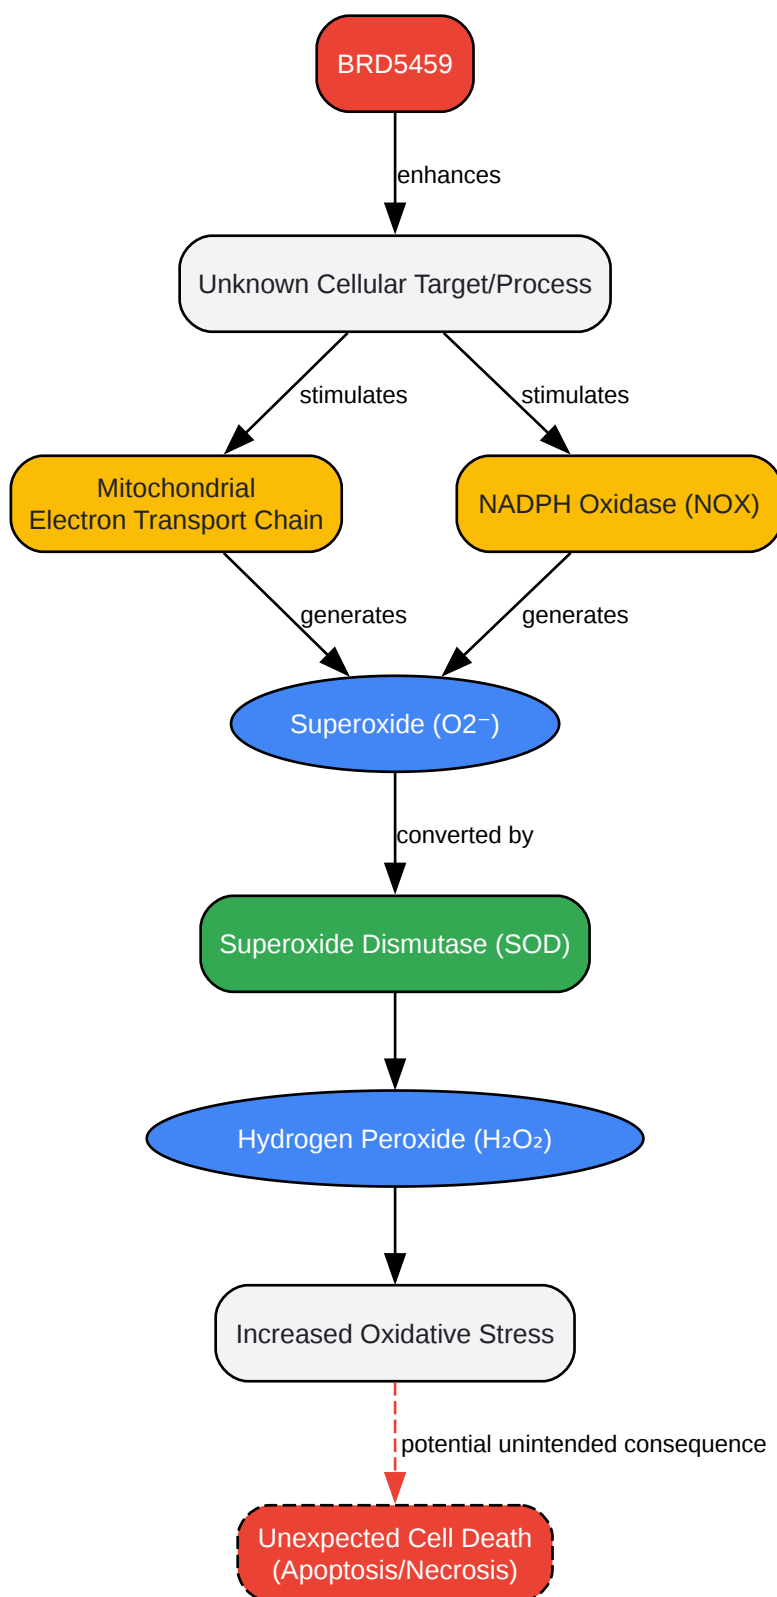 BRD5459
enhances
Unknown Cellular Target/Process
stimulates
stimulates
Mitochondrial
Electron Transport Chain
NADPH Oxidase (NOX)
generates
generates
Superoxide (O2⁻)
converted by
Superoxide Dismutase (SOD)
Hydrogen Peroxide (H₂O₂)
Increased Oxidative Stress
potential unintended consequence
Unexpected Cell Death
(Apoptosis/Necrosis)